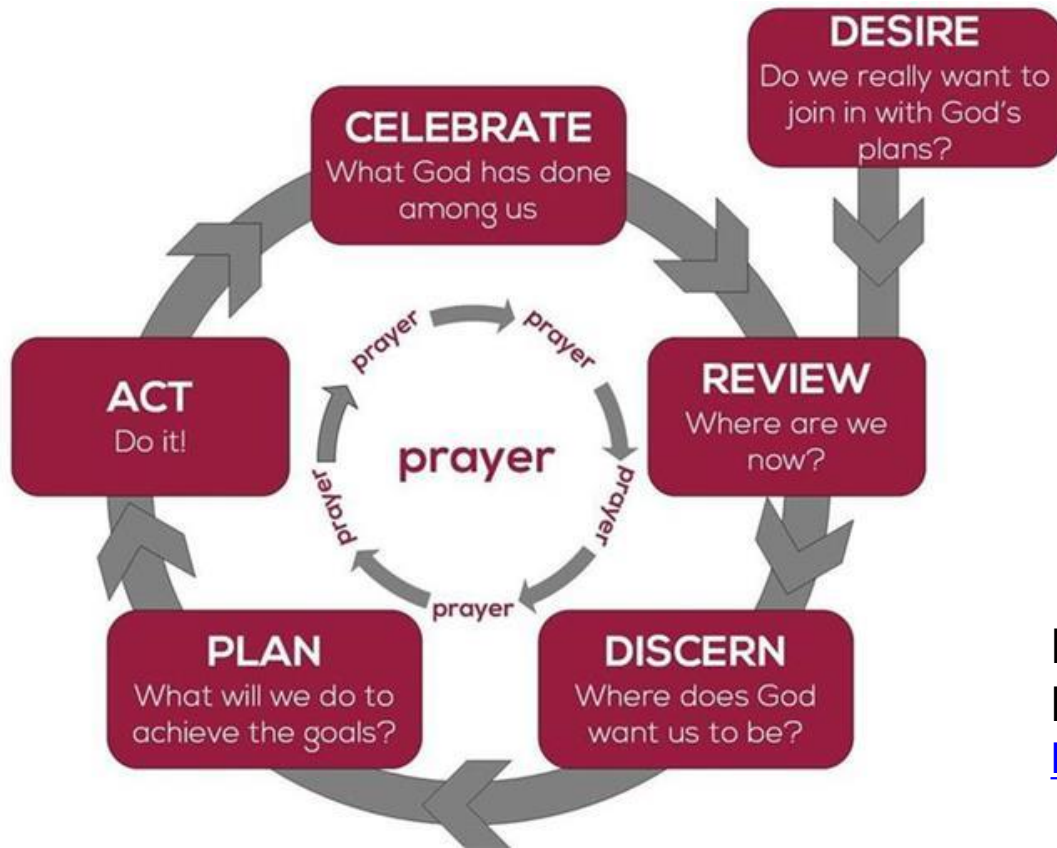 DESIRE
Do we really want to
join in with God's
plans?
CELEBRATE
What God has done
among us
REVIEW
Where are we
now?
DISCERN
Where does God
want us to be?
PLAN
What will we do to
achieve the goals?
ACT
Do it!
prayer
prayer
prayer
prayer
prayer
prayer